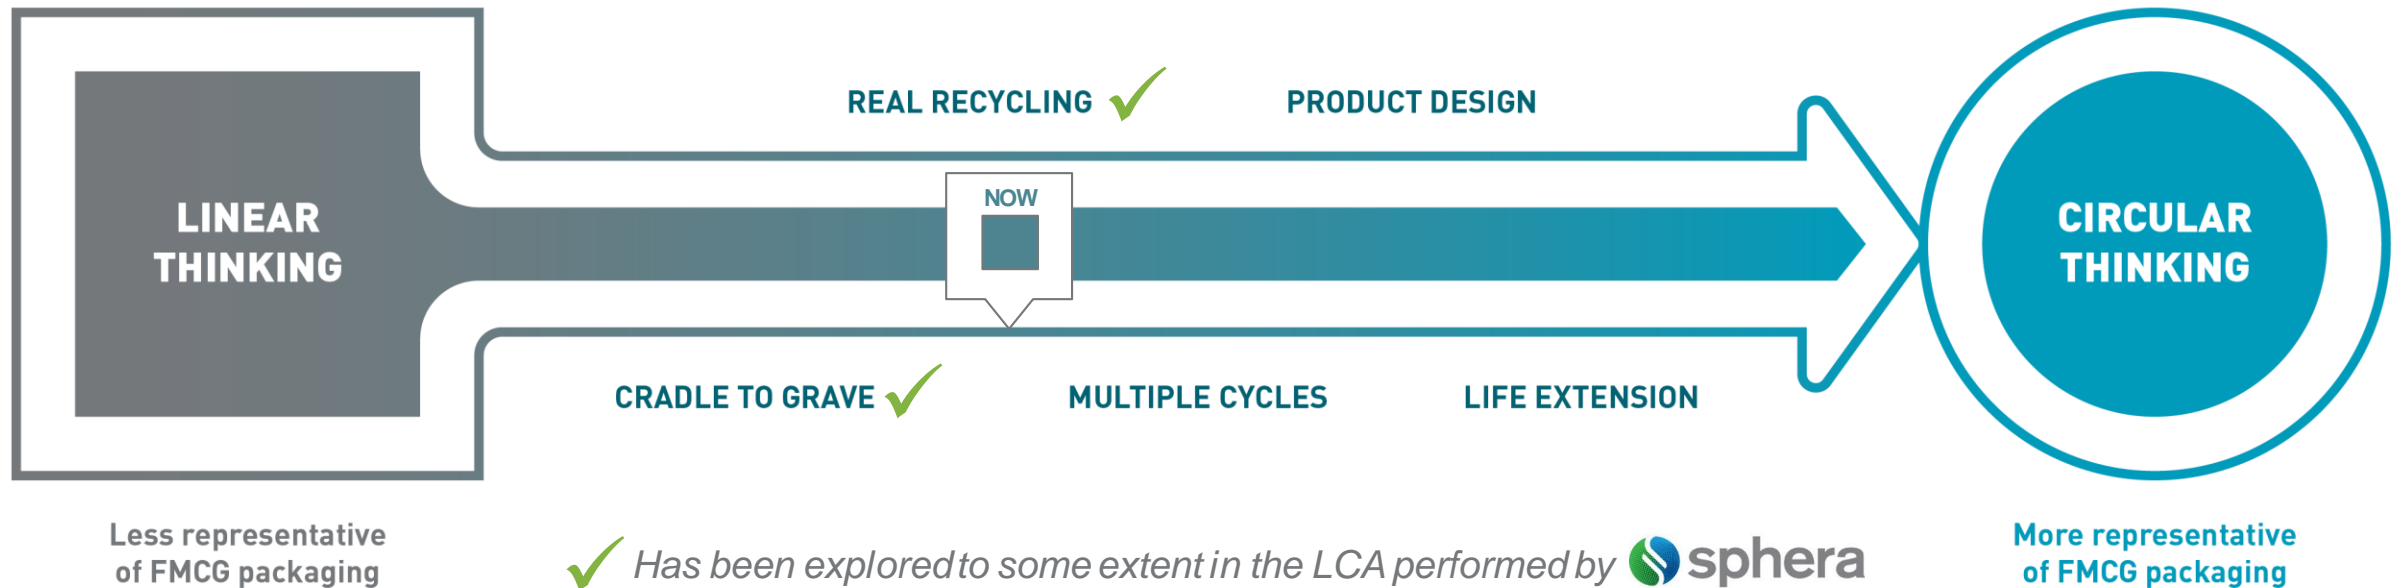 REAL RECYCLING
PRODUCT DESIGN
LINEAR
THINKING
NOW
CIRCULAR
THINKING
CRADLE TO GRAVE
MULTIPLE CYCLES
LIFE EXTENSION
Less representative
of FMCG packaging
Has been explored to some extent in the LCA performed by sphera
More representative
of FMCG packaging